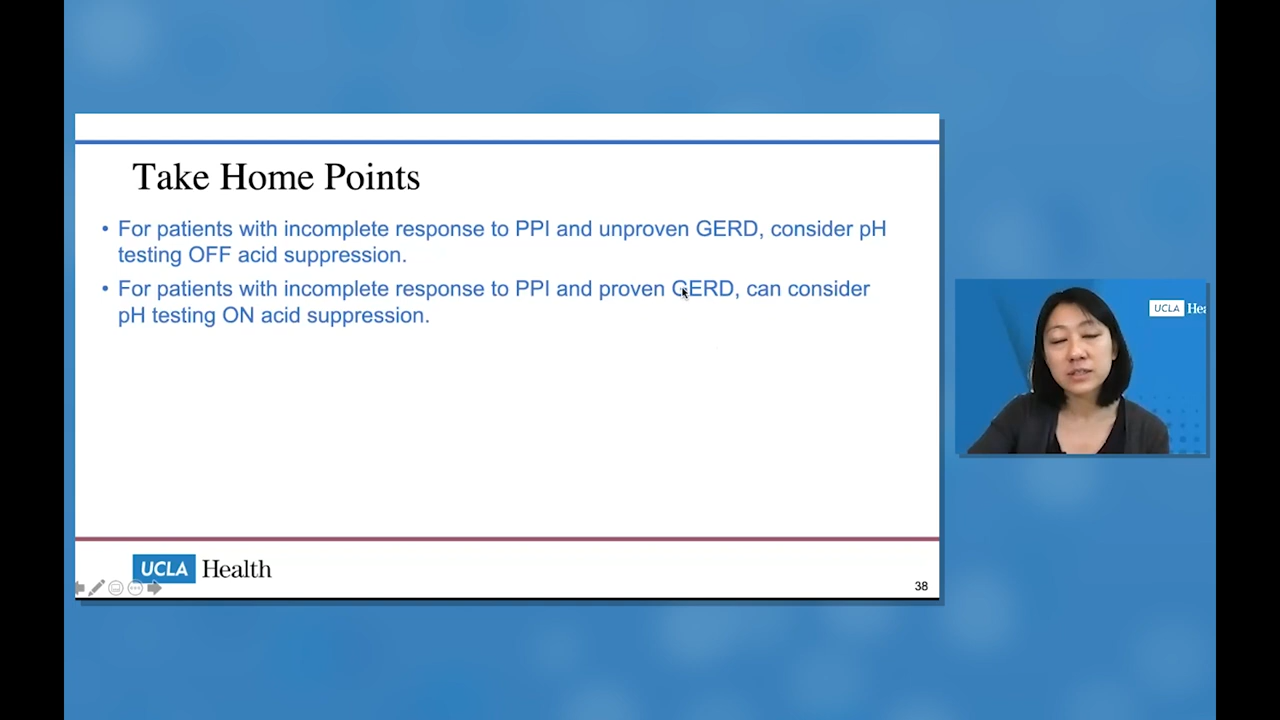 Take Home Points
• For patients with incomplete response to PPI and unproven GERD, consider pH
testing OFF acid suppression.
• For patients with incomplete response to PPI and proven GERD, can consider
pH testing ON acid suppression.
UCLA Health
38
UCLA Hea